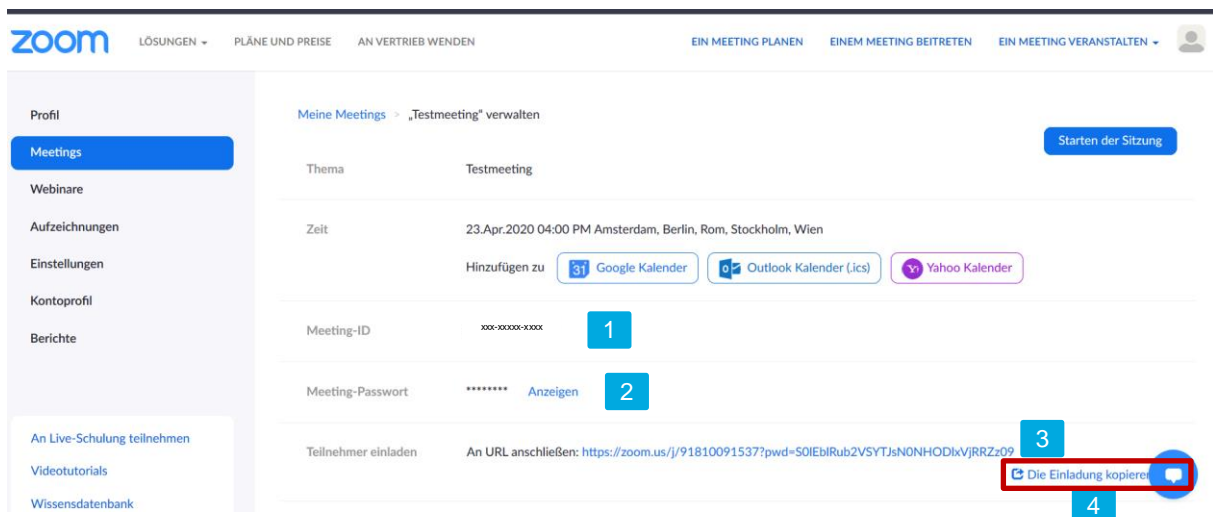 zoom LÖSUNGEN PLÄNE UND PREISE AN VERTRIEB WENDEN EIN MEETING PLANEN EINEM MEETING BEITRETEN EIN MEETING VERANSTALTEN
Profil
Meetings
Webinare
Aufzeichnungen
Einstellungen
Kontoprofil
Berichte
An Live-Schulung teilnehmen
Videotutorials
Wissensdatenbank
Meine Meetings > „Testmeeting" verwalten
Starten der Sitzung
Thema Testmeeting
Zeit 23.Apr.2020 04:00 PM Amsterdam, Berlin, Rom, Stockholm, Wien
Hinzufügen zu 31 Google Kalender Outlook Kalender (.ics) Yahoo Kalender
Meeting-ID xxx-xxxxx-xxxx 1
Meeting-Passwort ******** Anzeigen 2
3
Teilnehmer einladen An URL anschließen: https://zoom.us/j/91810091537?pwd=S0lEblRub2VSYTJsN0NHODlxVjRRZz09
Die Einladung kopieren
4